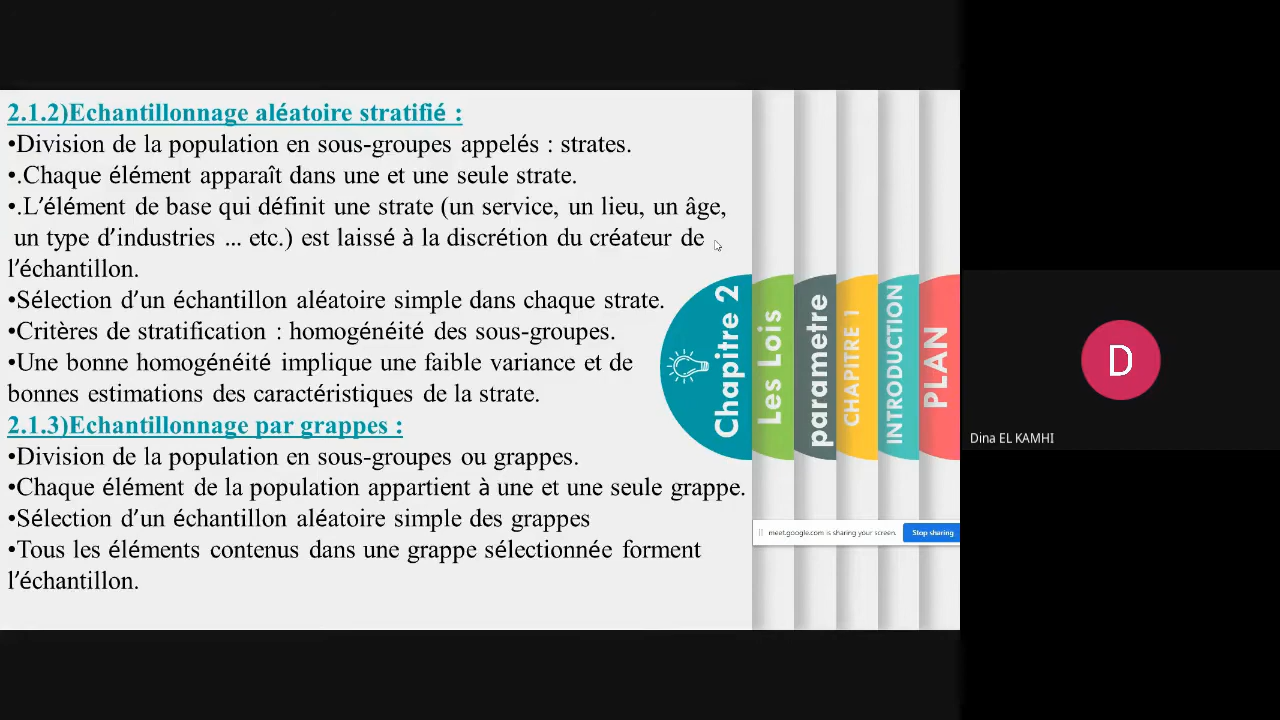 2.1.2)Echantillonnage aléatoire stratifié :
•Division de la population en sous-groupes appelés : strates.
•.Chaque élément apparaît dans une et une seule strate.
•.L’élément de base qui définit une strate (un service, un lieu, un âge,
un type d’industries ... etc.) est laissé à la discrétion du créateur de
l’échantillon.
•Sélection d’un échantillon aléatoire simple dans chaque strate.
•Critères de stratification : homogénéité des sous-groupes.
•Une bonne homogénéité implique une faible variance et de
bonnes estimations des caractéristiques de la strate.
2.1.3)Echantillonnage par grappes :
•Division de la population en sous-groupes ou grappes.
•Chaque élément de la population appartient à une et une seule grappe.
•Sélection d’un échantillon aléatoire simple des grappes
•Tous les éléments contenus dans une grappe sélectionnée forment
l’échantillon.
Chapitre 2
Les Lois
parametre
CHAPITRE 1
INTRODUCTION
PLAN
meet.google.com is sharing your screen.
Stop sharing
D
Dina EL KAMHI